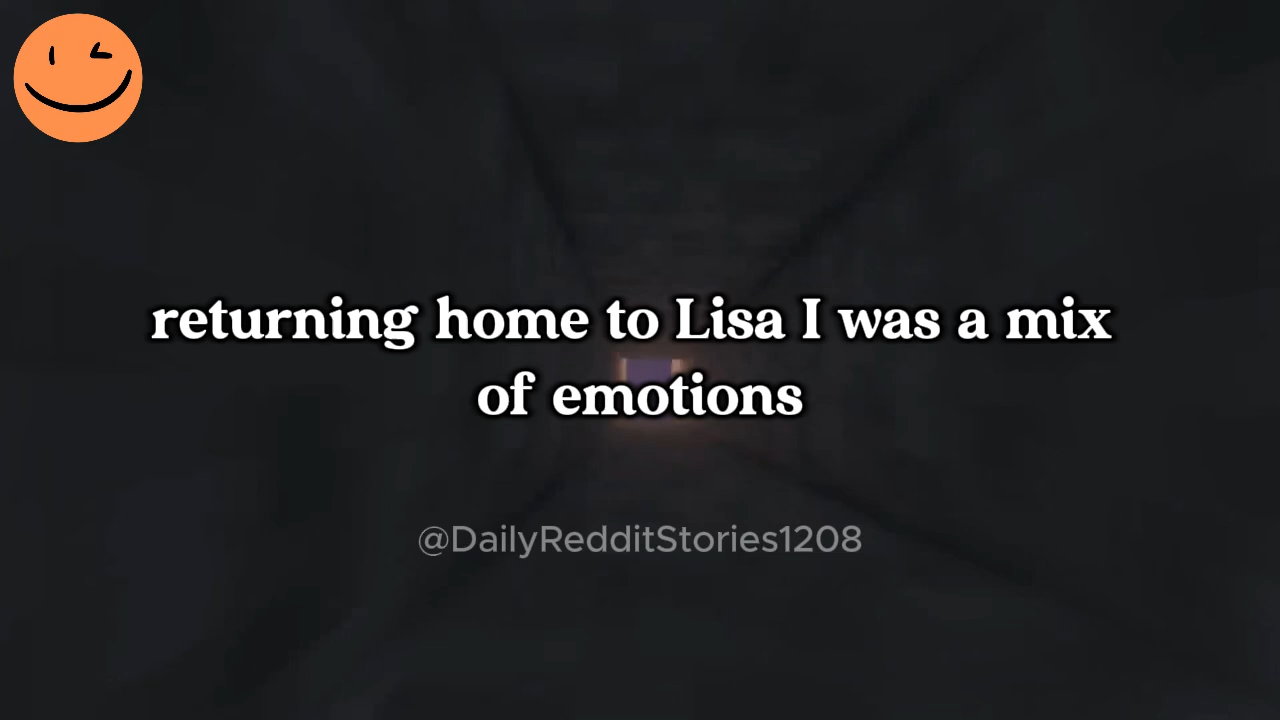 returning home to Lisa I was a mix
of emotions
@DailyRedditStories1208